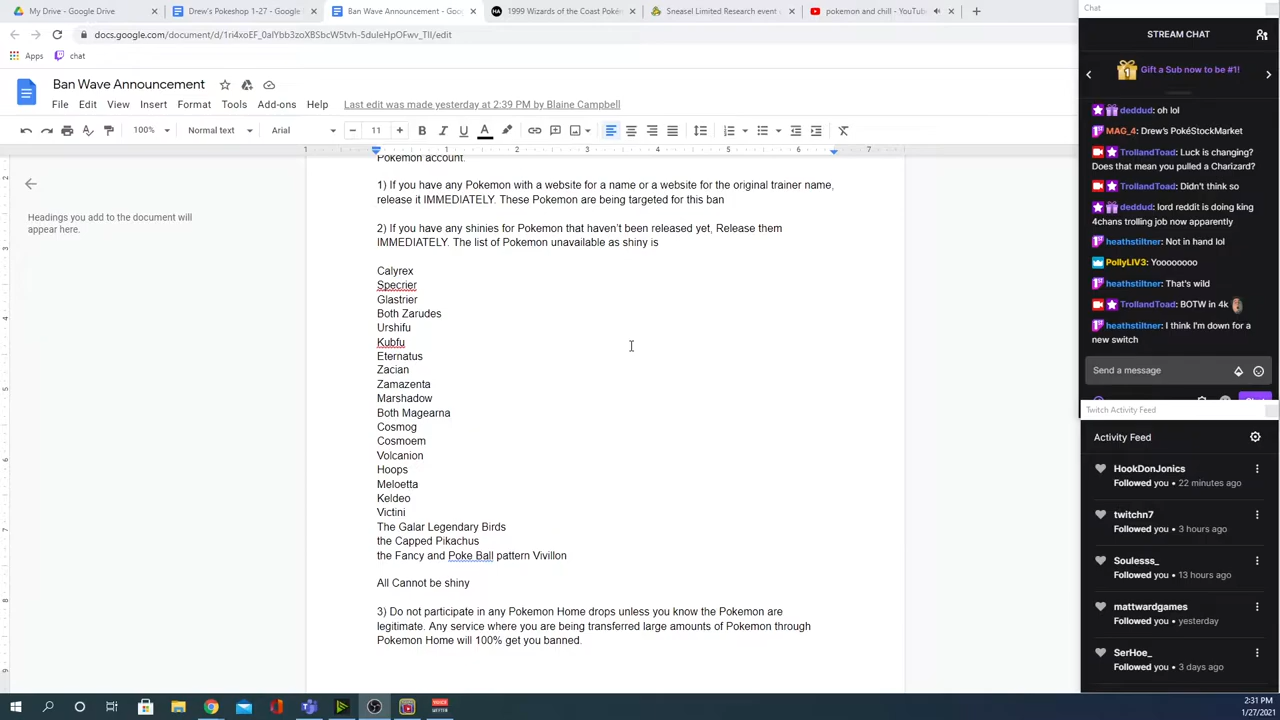 My Drive - Google Drive
Drew's Pokeshop 1-27 - Google S
Ban Wave Announcement - Goo
1999 Wizards of the Coast Poké
Sneasel Limited Research event
pokemon and chill - YouTube
docs.google.com/document/d/
Apps
chat
Ban Wave Announcement
File Edit View Insert Format Tools Add-ons Help
Last edit was made yesterday at 2:39 PM by Blaine Campbell
100%
Normal text
Arial
11
1 1 2 3 4 5 6 7
Headings you add to the document will
appear here.
Pokemon account.
1) If you have any Pokemon with a website for a name or a website for the original trainer name,
release it IMMEDIATELY. These Pokemon are being targeted for this ban
2) If you have any shinies for Pokemon that haven't been released yet, Release them
IMMEDIATELY. The list of Pokemon unavailable as shiny is
Calyrex
Specrier
Glastrier
Both Zarudes
Urshifu
Kubfu
Eternatus
Zacian
Zamazenta
Marshadow
Both Magearna
Cosmog
Cosmoem
Volcanion
Hoops
Meloetta
Keldeo
Victini
The Galar Legendary Birds
the Capped Pikachus
the Fancy and Poke Ball pattern Vivillon
All Cannot be shiny
3) Do not participate in any Pokemon Home drops unless you know the Pokemon are
legitimate. Any service where you are being transferred large amounts of Pokemon through
Pokemon Home will 100% get you banned.
Chat
STREAM CHAT
Gift a Sub now to be #1!
deddud: oh lol
MAG_4: Drew's PokéStockMarket
TrollandToad: Luck is changing?
Does that mean you pulled a Charizard?
TrollandToad: Didn't think so
deddud: lord reddit is doing king
4chans trolling job now apparently
heathstiltner: Not in hand lol
PollyLIV3: Yooooooo
heathstiltner: That's wild
TrollandToad: BOTW in 4k
heathstiltner: I think I'm down for a
new switch
Send a message
Twitch Activity Feed
Activity Feed
HookDonJonics
Followed you • 22 minutes ago
twitchn7
Followed you • 3 hours ago
Soulesss_
Followed you • 13 hours ago
mattwardgames
Followed you • yesterday
SerHoe_
Followed you • 3 days ago
2:31 PM
1/27/2021